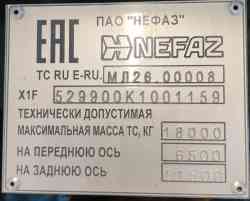 ПАО "НЕФАЗ"
EAC NEFAZ
ТС RU E-RU. МЛ26.00008
X1F 529900K1001159
ТЕХНИЧЕСКИ ДОПУСТИМАЯ
МАКСИМАЛЬНАЯ МАССА ТС, КГ 18000
НА ПЕРЕДНЮЮ ОСЬ 6500
НА ЗАДНЮЮ ОСЬ